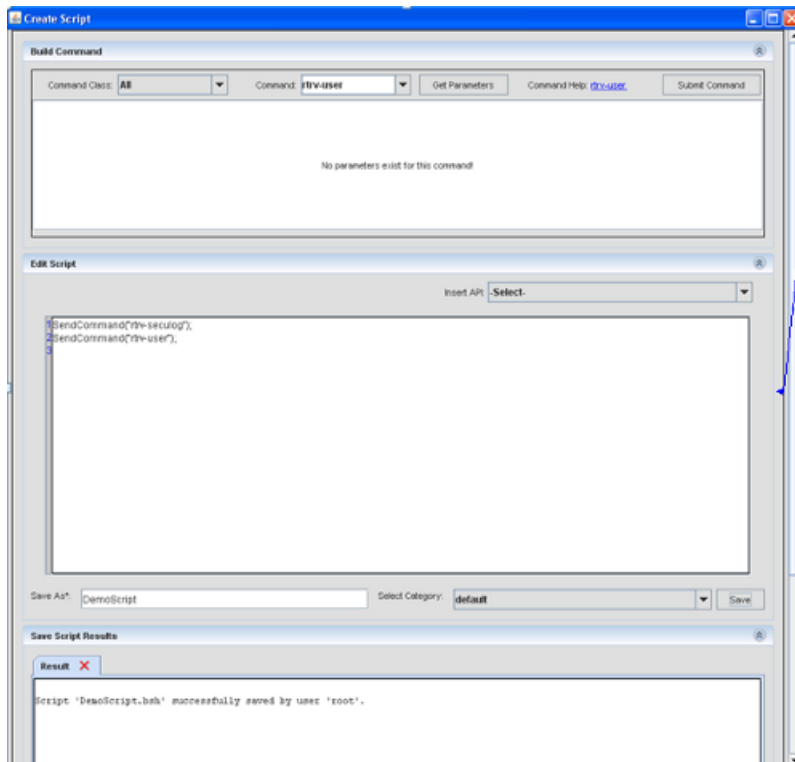 Create Script
Build Command
Command Class: All Command: rtrv-user Get Parameters Command Help: rtrv-user. Submit Command
No parameters exist for this command!
Edit Script
Insert API: -Select-
1 SendCommand("rtrv-seculog");
2 SendCommand("rtrv-user");
3
Save As*: DemoScript Select Category: default Save
Save Script Results
Result
Script 'DemoScript.bsh' successfully saved by user 'root'.